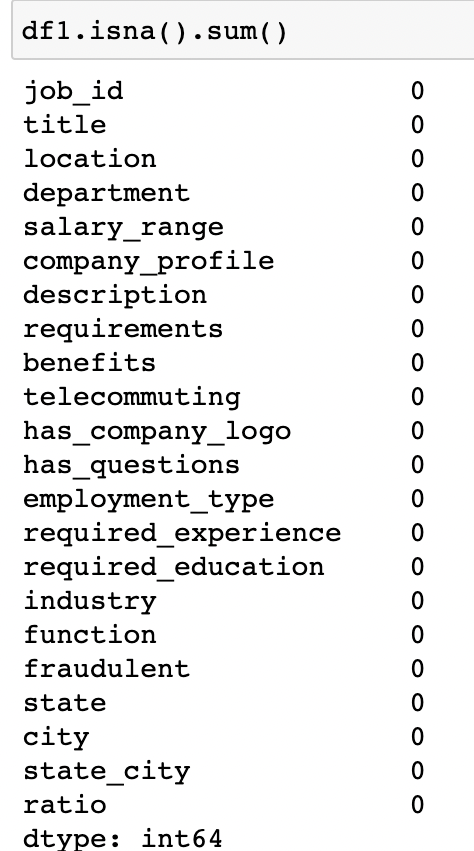 df1.isna().sum()
job_id 0
title 0
location 0
department 0
salary_range 0
company_profile 0
description 0
requirements 0
benefits 0
telecommuting 0
has_company_logo 0
has_questions 0
employment_type 0
required_experience 0
required_education 0
industry 0
function 0
fraudulent 0
state 0
city 0
state_city 0
ratio 0
dtype: int64